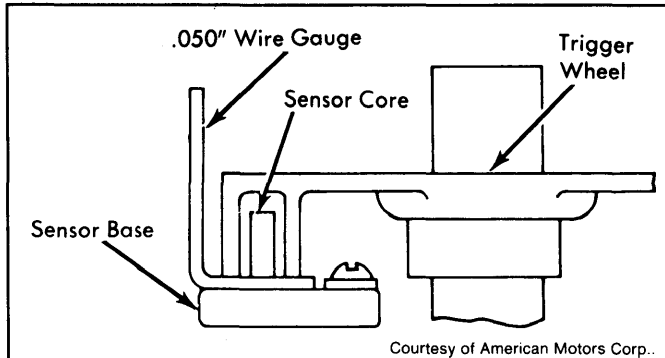 .050" Wire Gauge
Sensor Core
Trigger
Wheel
Sensor Base
Courtesy of American Motors Corp..